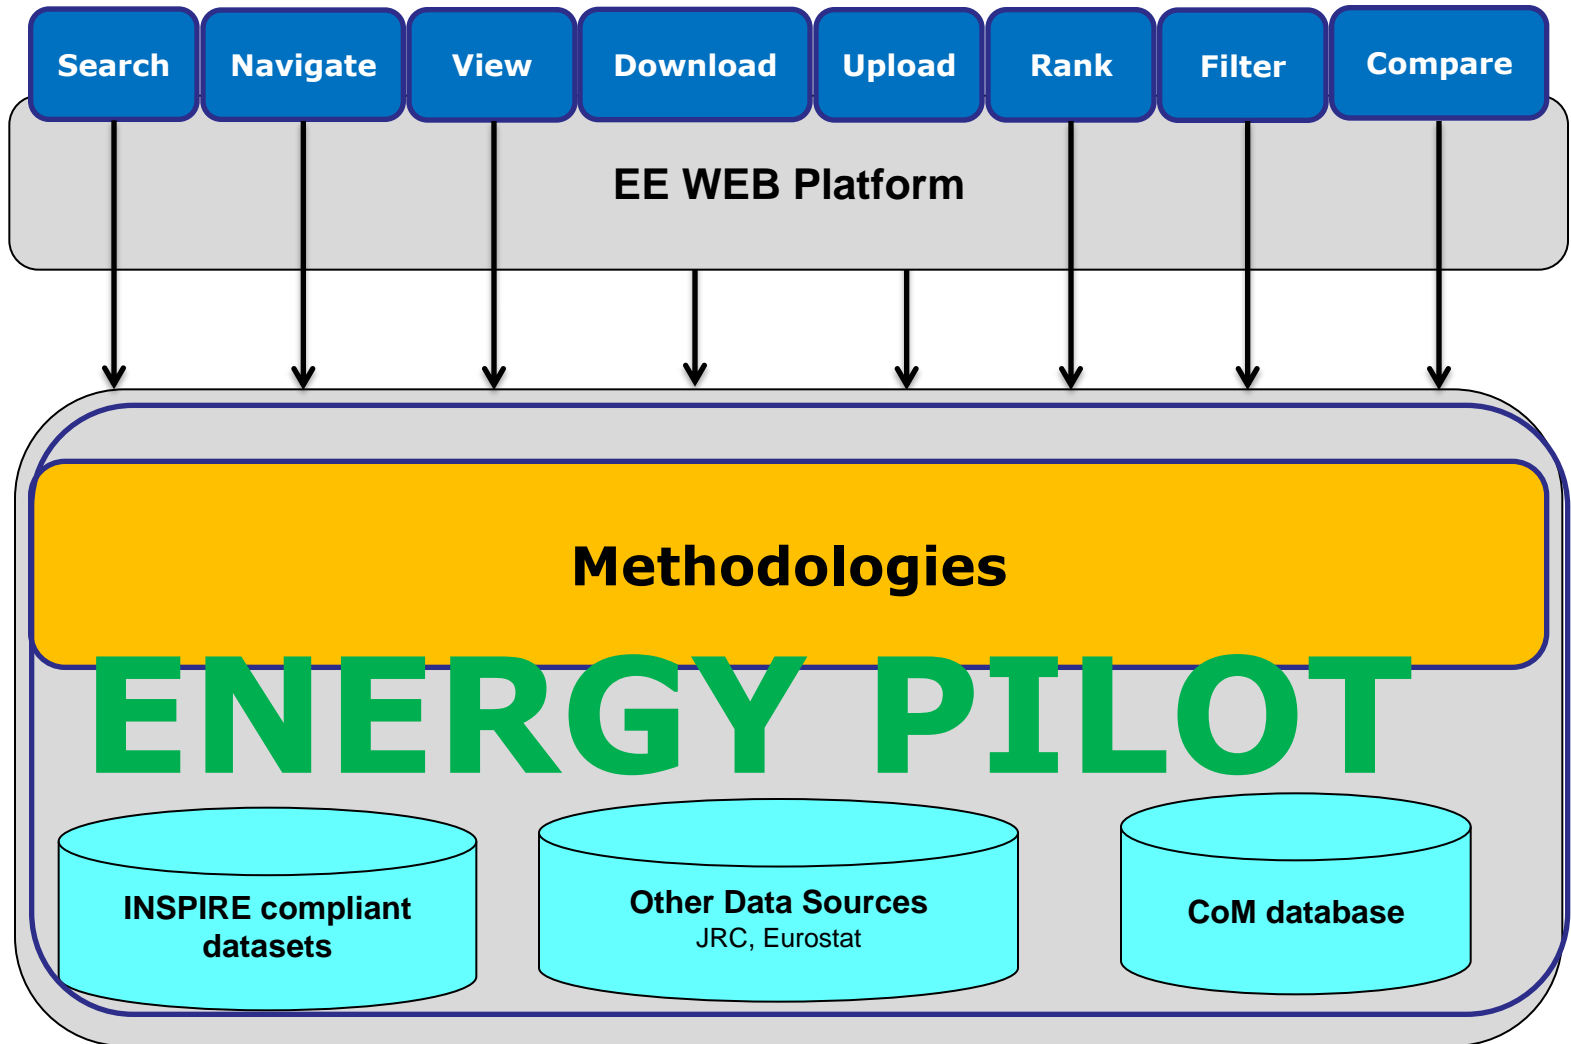 Search
Navigate
View
Download
Upload
Rank
Filter
Compare
EE WEB Platform
Methodologies
ENERGY PILOT
INSPIRE compliant
datasets
Other Data Sources
JRC, Eurostat
CoM database